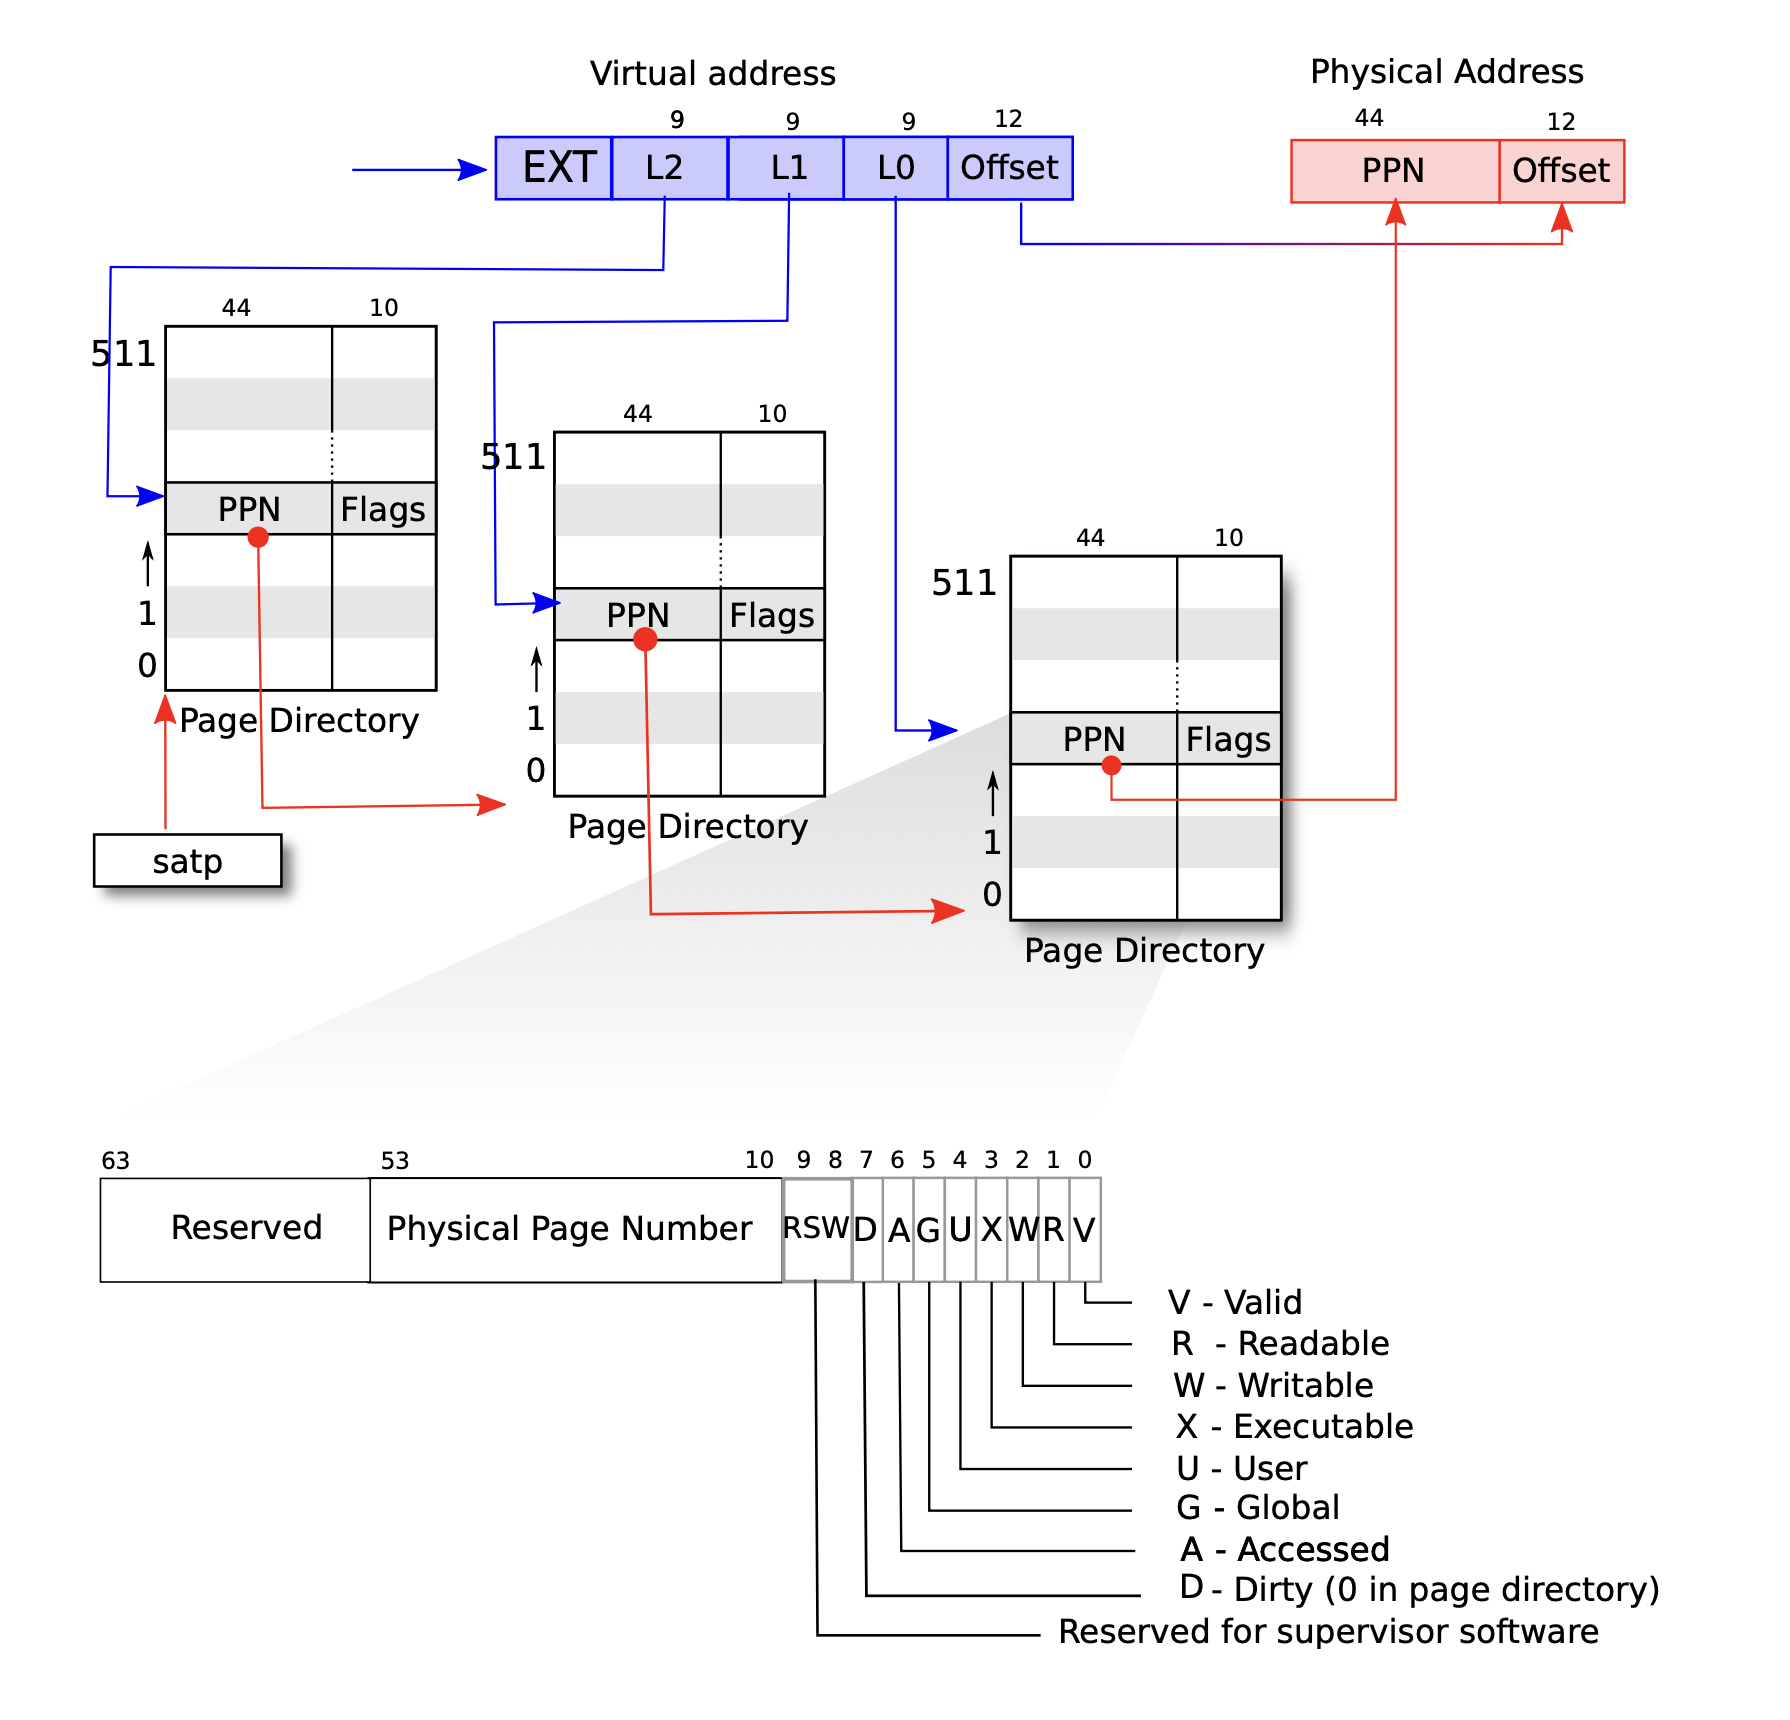 Virtual address
Physical Address
9 9 9 12
44 12
EXT L2 L1 L0 Offset
PPN Offset
44 10
511
PPN Flags
1
0
Page Directory
satp
44 10
511
PPN Flags
1
0
Page Directory
44 10
511
PPN Flags
1
0
Page Directory
63 53 10 9 8 7 6 5 4 3 2 1 0
Reserved Physical Page Number RSW D A G U X W R V
V - Valid
R - Readable
W - Writable
X - Executable
U - User
G - Global
A - Accessed
D - Dirty (0 in page directory)
Reserved for supervisor software